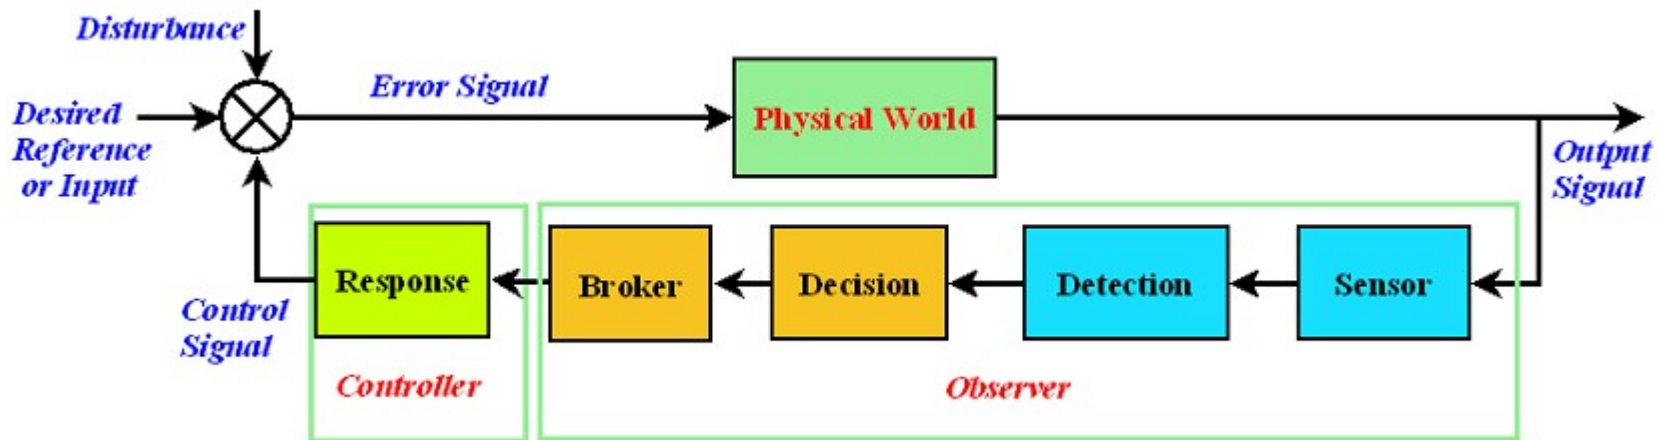 Disturbance
Error Signal
Desired
Reference
or Input
Physical World
Output
Signal
Response
Broker
Decision
Detection
Sensor
Control
Signal
Controller
Observer